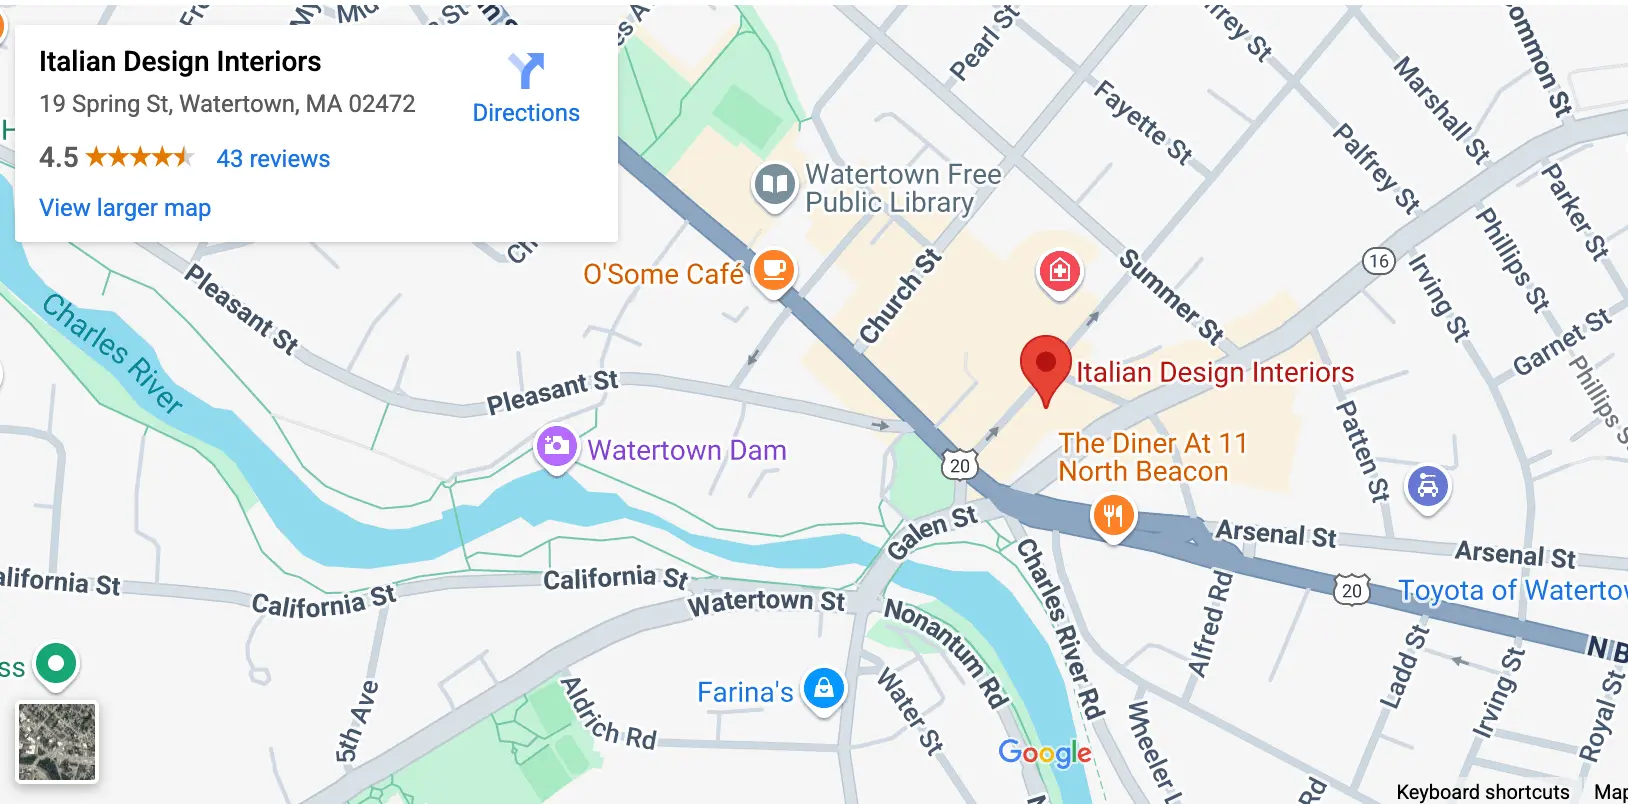 Italian Design Interiors
19 Spring St, Watertown, MA 02472
4.5
43 reviews
View larger map
Directions
Pearl St
Fayette St
Marshall St
Palfrey St
Parker St
Phillips St
Irving St
Garnet St
Summer St
16
Watertown Free
Public Library
O'Some Café
Church St
Pleasant St
Charles River
Pleasant St
Watertown Dam
Italian Design Interiors
The Diner At 11
North Beacon
20
Patten St
Galen St
Arsenal St
Arsenal St
20
Toyota of Waterto
California St
California St
Watertown St
Nonantum Rd
Charles River Rd
Alfred Rd
Ladd St
Irving St
Royal St
N B
Farina's
Water St
Aldrich Rd
5th Ave
ss
Wheeler L
Rd
Google
Keyboard shortcuts
Map